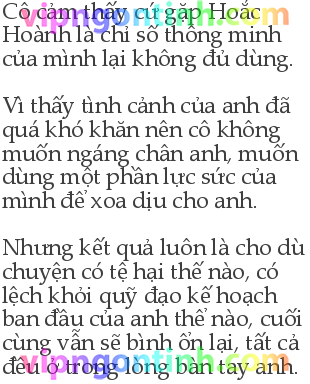 Cô cảm thấy cứ gặp Hoắc
vipngontinh.com
Hoành là chỉ số thông minh
của mình lại không đủ dùng.
Vì thấy tình cảnh của anh đã
quá khó khăn nên cô không
muốn ngáng chân anh, muốn
dùng một phần lực sức của
mình để xoa dịu cho anh.
Nhưng kết quả luôn là cho dù
chuyện có tệ hại thế nào, có
lệch khỏi quỹ đạo kế hoạch
ban đầu của anh thể nào, cuối
cùng vẫn sẽ bình ổn lại, tất cả
đều ở trong lòng bàn tay anh.
vipngontinh.com